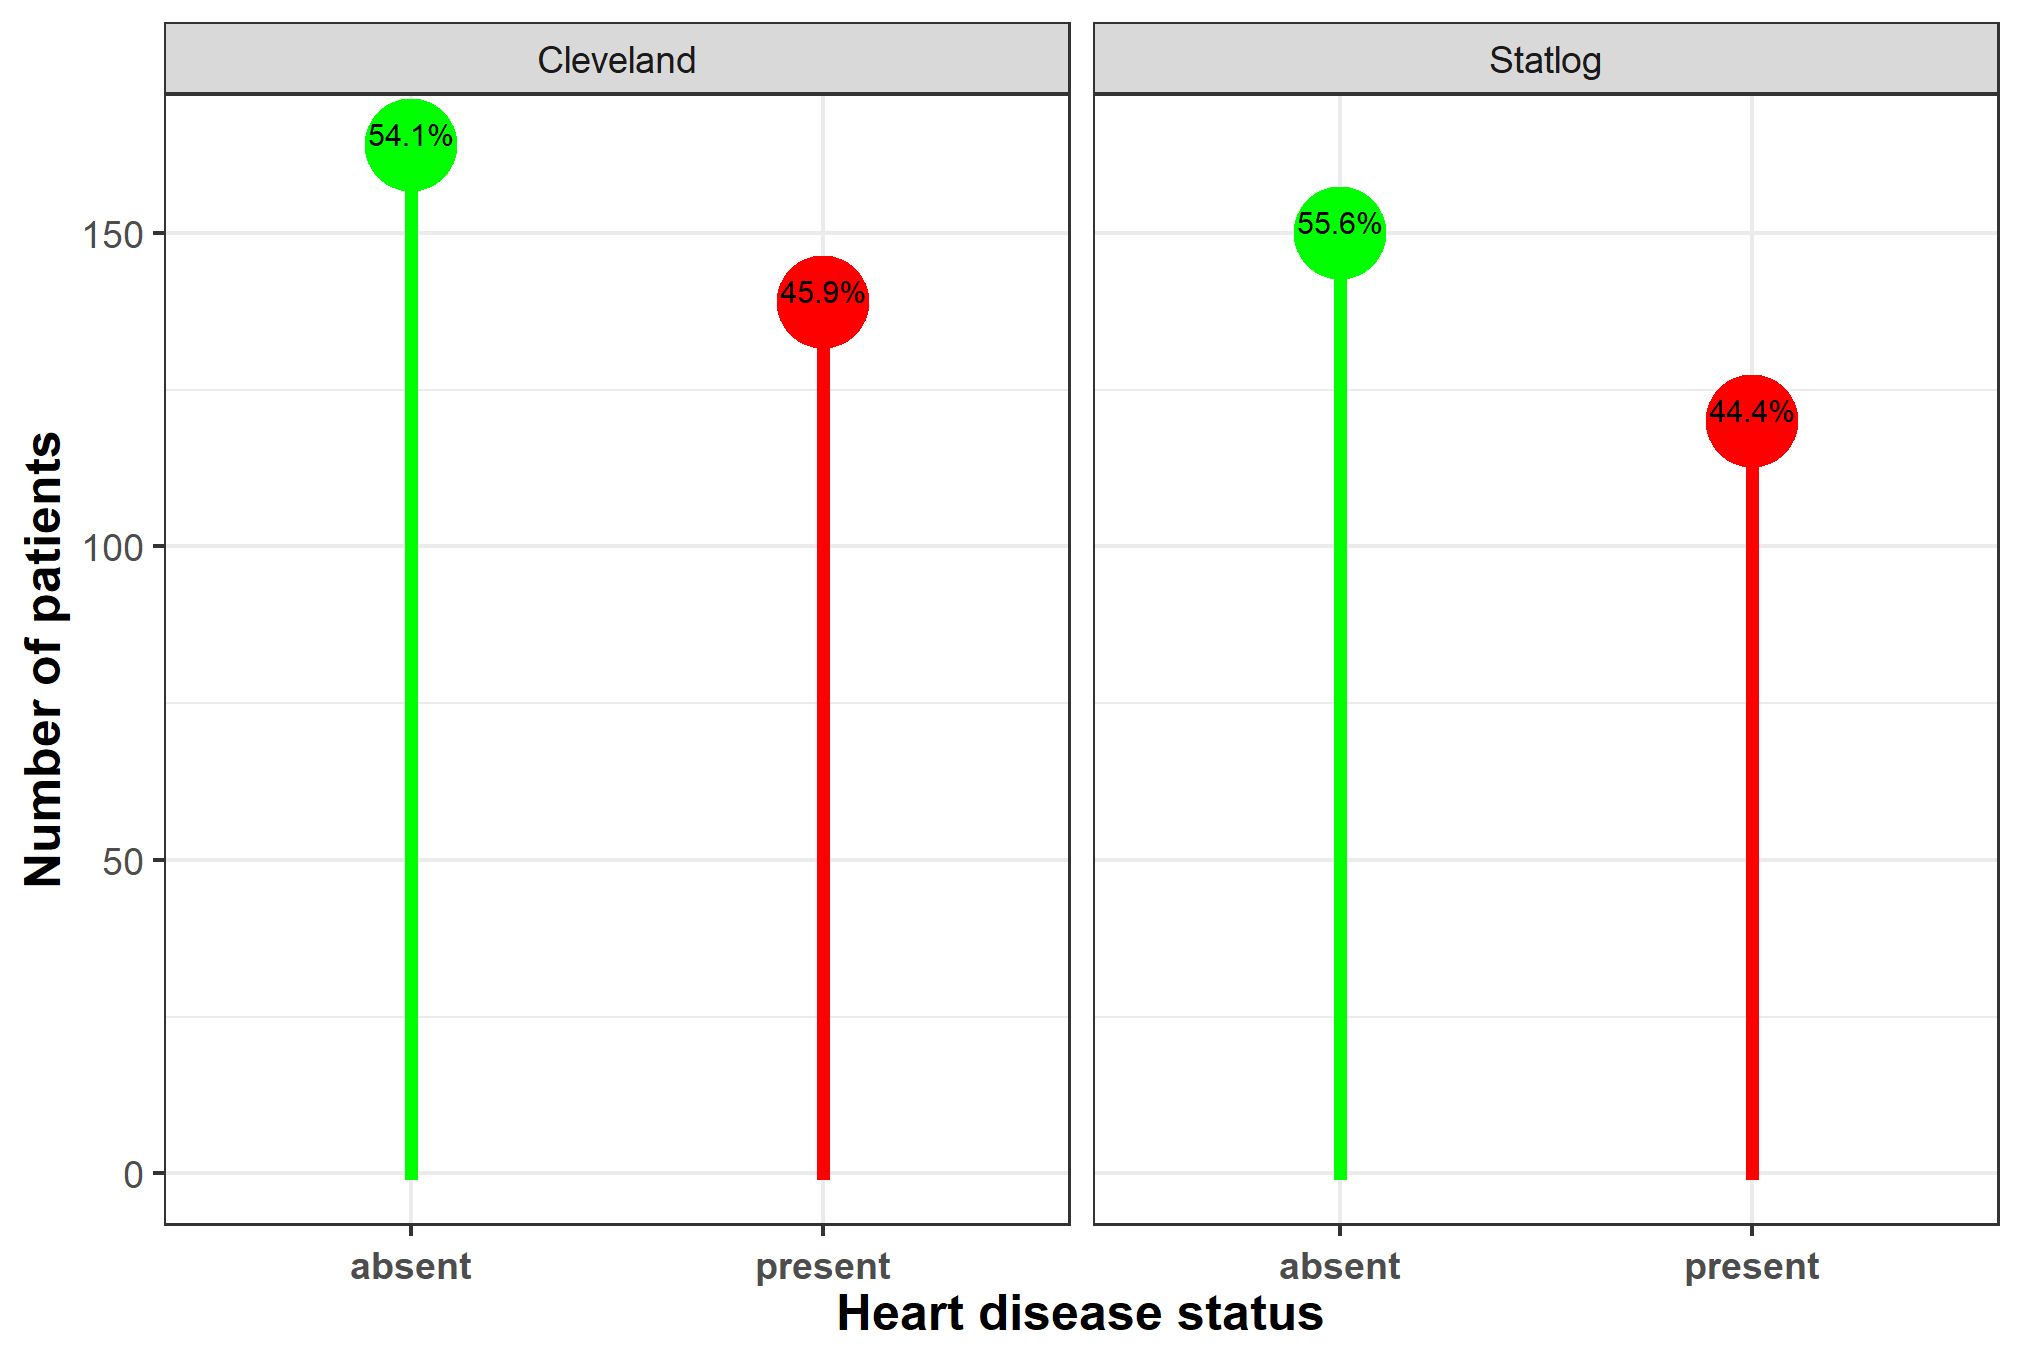 Cleveland
Statlog
54.1%
45.9%
55.6%
44.4%
Number of patients
150
100
50
0
absent
present
absent
present
Heart disease status